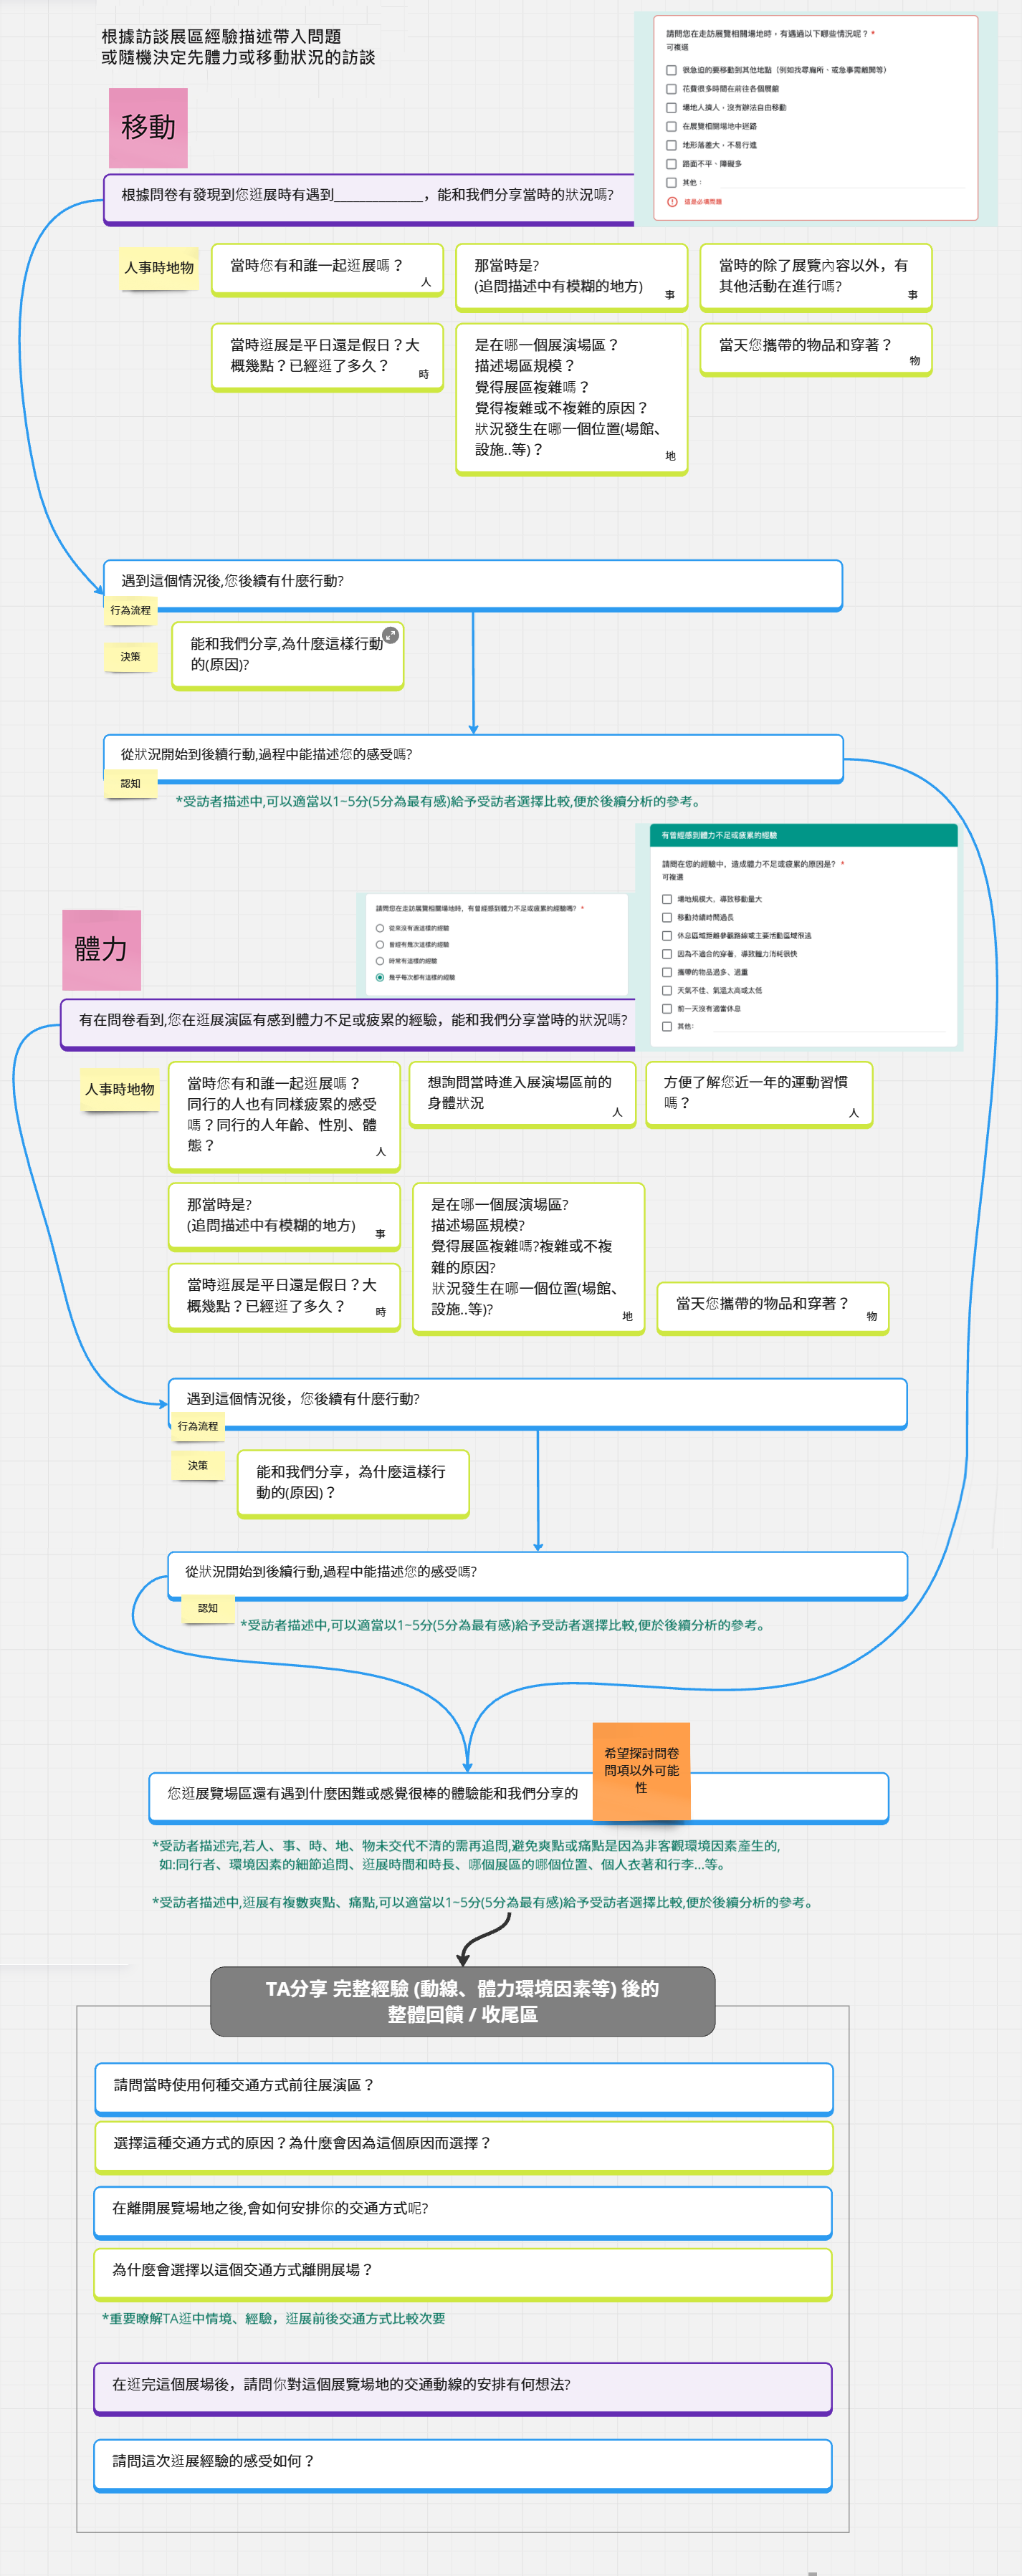 根據訪談展區經驗描述帶入問題
或隨機決定先體力或移動狀況的訪談
移動
請問您在走訪展覽相關場地時，有遇過以下哪些情況呢？ *
可複選
很急迫的要移動到其他地點（例如找尋廁所、或急事需離開等）
花費很多時間在前往各個展館
場地人擠人，沒有辦法自由移動
在展覽相關場地中迷路
地形落差大，不易行進
路面不平、障礙多
其他：
這是必填問題
根據問卷有發現到您逛展時有遇到______________，能和我們分享當時的狀況嗎?
人事時地物
當時您有和誰一起逛展嗎？
人
那當時是?
(追問描述中有模糊的地方)
事
當時的除了展覽內容以外，有
其他活動在進行嗎?
事
當時逛展是平日還是假日？大
概幾點？已經逛了多久？
時
是在哪一個展演場區？
描述場區規模？
覺得展區複雜嗎？
覺得複雜或不複雜的原因？
狀況發生在哪一個位置(場館、
設施..等)？
地
當天您攜帶的物品和穿著？
物
遇到這個情況後,您後續有什麼行動?
行為流程
決策
能和我們分享,為什麼這樣行動
的(原因)?
從狀況開始到後續行動,過程中能描述您的感受嗎?
認知
*受訪者描述中,可以適當以1~5分(5分為最有感)給予受訪者選擇比較,便於後續分析的參考。
有曾經感到體力不足或疲累的經驗
請問在您的經驗中，造成體力不足或疲累的原因是？ *
可複選
場地規模大，導致移動量大
移動持續時間過長
休息區域距離參觀路線或主要活動區域很遠
因為不適合的穿著，導致體力消耗很快
攜帶的物品過多、過重
天氣不佳、氣溫太高或太低
前一天沒有適當休息
其他：
請問您在走訪展覽相關場地時，有曾經感到體力不足或疲累的經驗嗎？ *
從來沒有過這樣的經驗
曾經有幾次這樣的經驗
時常有這樣的經驗
幾乎每次都有這樣的經驗
體力
有在問卷看到,您在逛展演區有感到體力不足或疲累的經驗，能和我們分享當時的狀況嗎?
人事時地物
當時您有和誰一起逛展嗎？
同行的人也有同樣疲累的感受
嗎？同行的人年齡、性別、體
態？
人
想詢問當時進入展演場區前的
身體狀況
人
方便了解您近一年的運動習慣
嗎？
人
那當時是?
(追問描述中有模糊的地方)
事
當時逛展是平日還是假日？大
概幾點？已經逛了多久？
時
是在哪一個展演場區?
描述場區規模?
覺得展區複雜嗎?複雜或不複
雜的原因?
狀況發生在哪一個位置(場館、
設施..等)?
地
當天您攜帶的物品和穿著？
物
遇到這個情況後，您後續有什麼行動?
行為流程
決策
能和我們分享，為什麼這樣行
動的(原因)？
從狀況開始到後續行動,過程中能描述您的感受嗎?
認知
*受訪者描述中,可以適當以1~5分(5分為最有感)給予受訪者選擇比較,便於後續分析的參考。
希望探討問卷
問項以外可能
性
您逛展覽場區還有遇到什麼困難或感覺很棒的體驗能和我們分享的
*受訪者描述完,若人、事、時、地、物未交代不清的需再追問,避免爽點或痛點是因為非客觀環境因素產生的,
如:同行者、環境因素的細節追問、逛展時間和時長、哪個展區的哪個位置、個人衣著和行李...等。
*受訪者描述中,逛展有複數爽點、痛點,可以適當以1~5分(5分為最有感)給予受訪者選擇比較,便於後續分析的參考。
TA分享 完整經驗 (動線、體力環境因素等) 後的
整體回饋 / 收尾區
請問當時使用何種交通方式前往展演區？
選擇這種交通方式的原因？為什麼會因為這個原因而選擇？
在離開展覽場地之後,會如何安排你的交通方式呢?
為什麼會選擇以這個交通方式離開展場？
*重要瞭解TA逛中情境、經驗，逛展前後交通方式比較次要
在逛完這個展場後，請問你對這個展覽場地的交通動線的安排有何想法?
請問這次逛展經驗的感受如何？